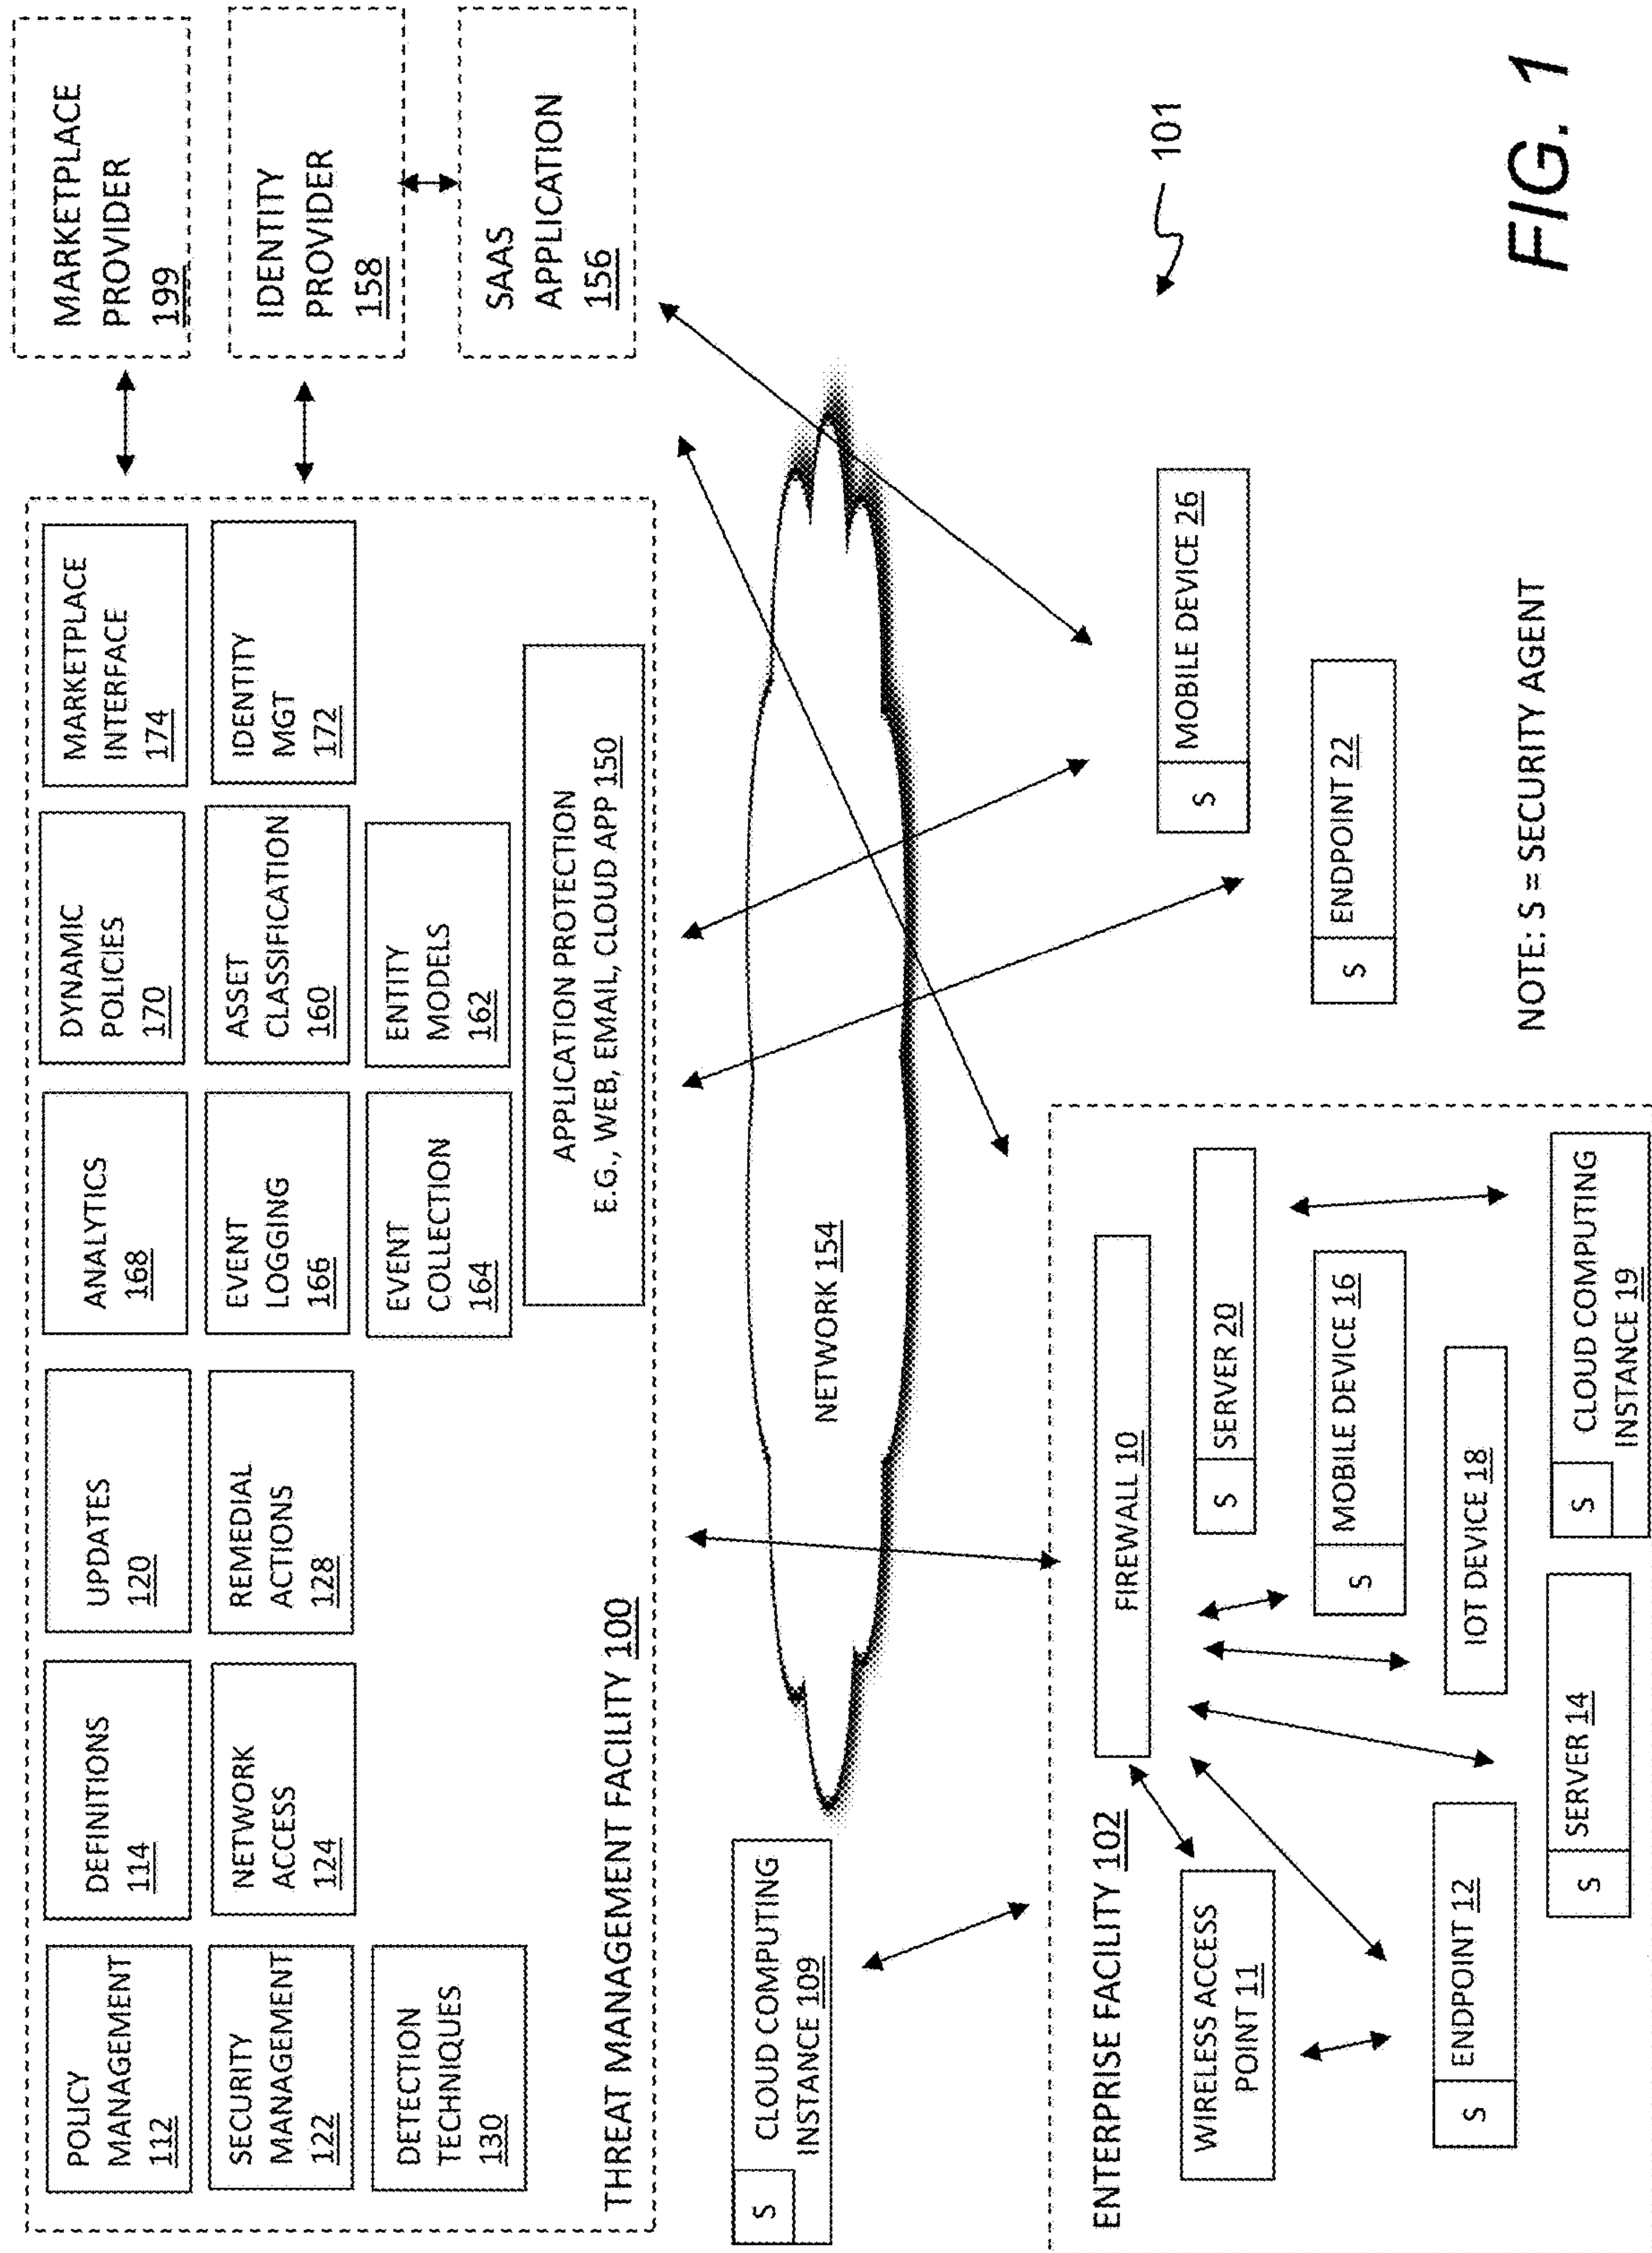 POLICY
MANAGEMENT
112
DEFINITIONS
114
UPDATES
120
ANALYTICS
168
DYNAMIC
POLICIES
170
MARKETPLACE
INTERFACE
174
MARKETPLACE
PROVIDER
199
SECURITY
MANAGEMENT
122
NETWORK
ACCESS
124
REMEDIAL
ACTIONS
128
EVENT
LOGGING
166
ASSET
CLASSIFICATION
160
IDENTITY
MGT
172
IDENTITY
PROVIDER
158
DETECTION
TECHNIQUES
130
EVENT
COLLECTION
164
ENTITY
MODELS
162
SAAS
APPLICATION
156
APPLICATION PROTECTION
E.G., WEB, EMAIL, CLOUD APP 150
THREAT MANAGEMENT FACILITY 100
S
CLOUD COMPUTING
INSTANCE 109
NETWORK 154
ENTERPRISE FACILITY 102
FIREWALL 10
WIRELESS ACCESS
POINT 11
S SERVER 20
S MOBILE DEVICE 16
S ENDPOINT 12
IOT DEVICE 18
S SERVER 14
S
CLOUD COMPUTING
INSTANCE 19
S MOBILE DEVICE 26
S ENDPOINT 22
101
NOTE: S = SECURITY AGENT
FIG. 1